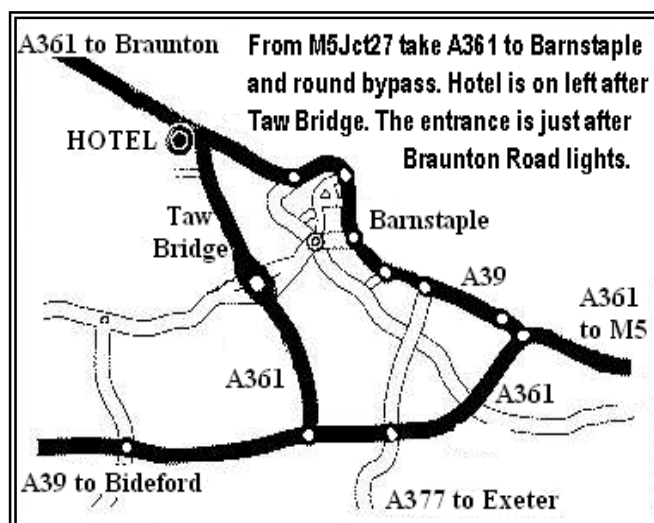 A361 to Braunton
From M5Jct27 take A361 to Barnstaple
and round bypass. Hotel is on left after
Taw Bridge. The entrance is just after
Braunton Road lights.
HOTEL
Taw
Bridge
Barnstaple
A39
A361
to M5
A361
A361
A39 to Bideford
A377 to Exeter